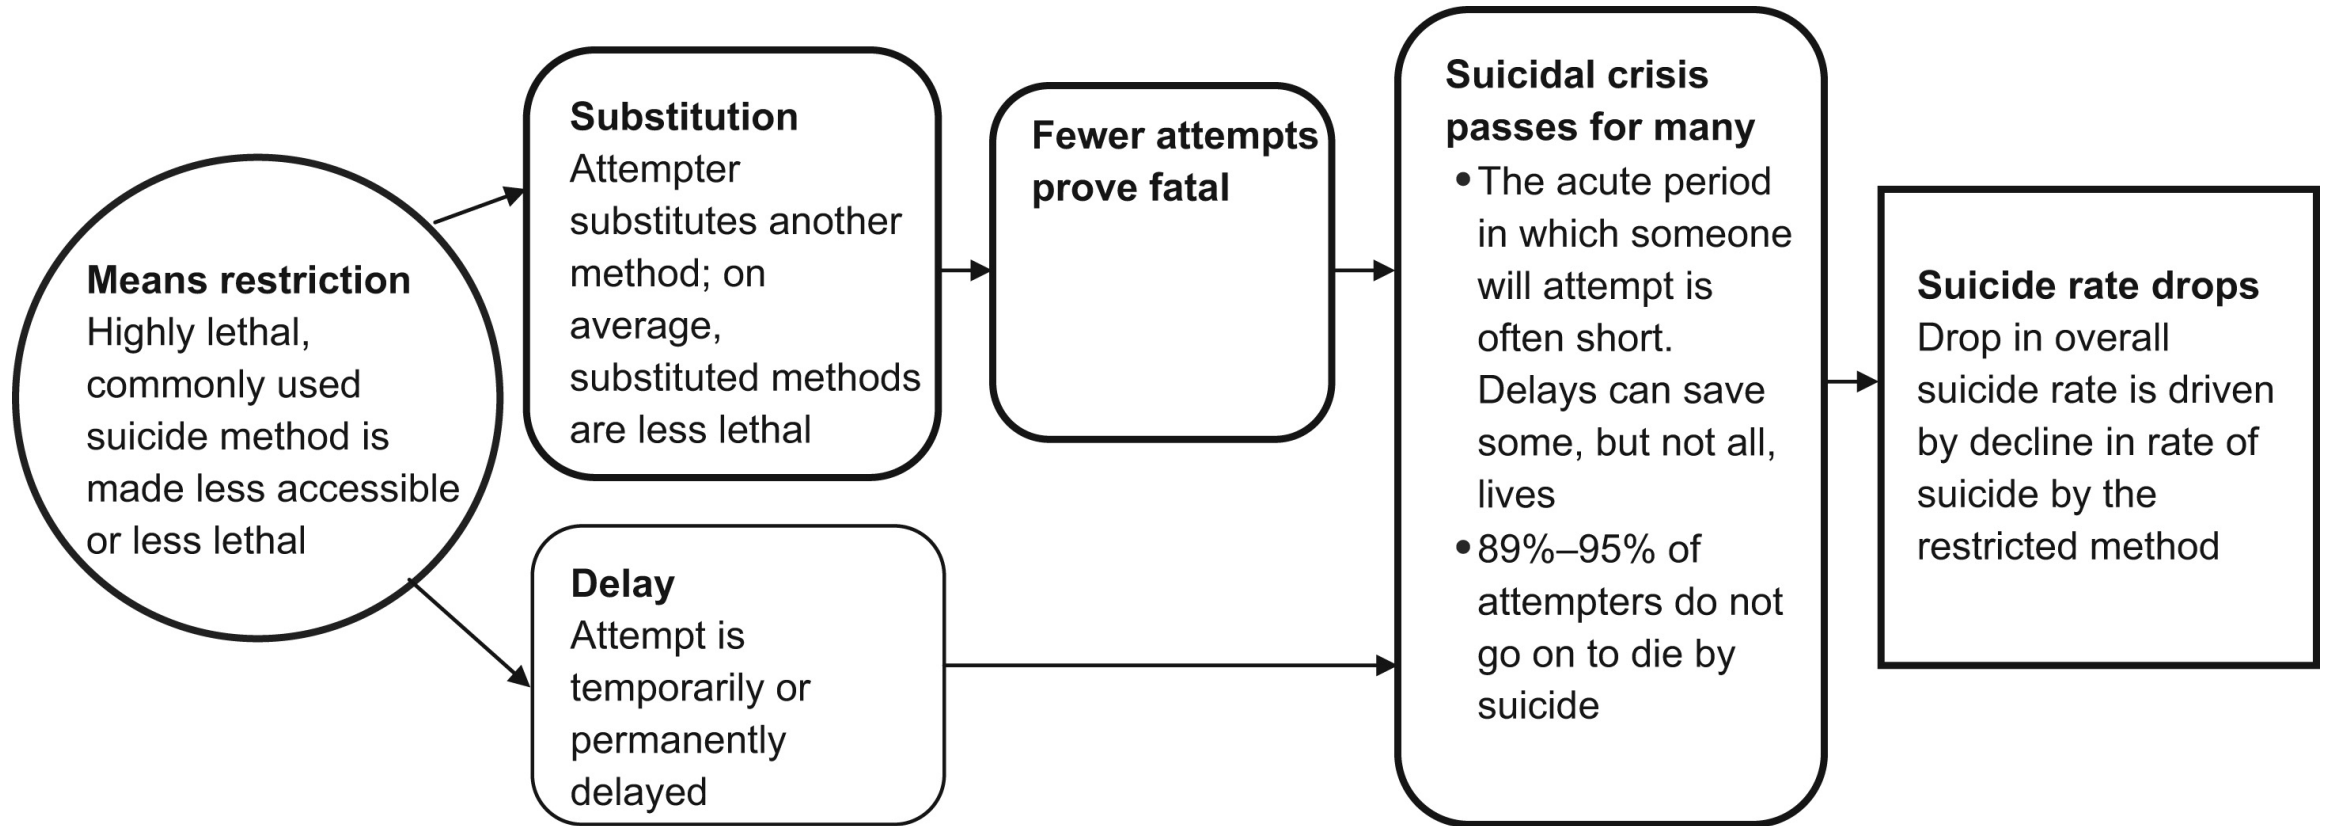 Means restriction
Highly lethal,
commonly used
suicide method is
made less accessible
or less lethal
Substitution
Attempter
substitutes another
method; on
average,
substituted methods
are less lethal
Delay
Attempt is
temporarily or
permanently
delayed
Fewer attempts
prove fatal
Suicidal crisis
passes for many
•The acute period
in which someone
will attempt is
often short.
Delays can save
some, but not all,
lives
•89%–95% of
attempters do not
go on to die by
suicide
Suicide rate drops
Drop in overall
suicide rate is driven
by decline in rate of
suicide by the
restricted method